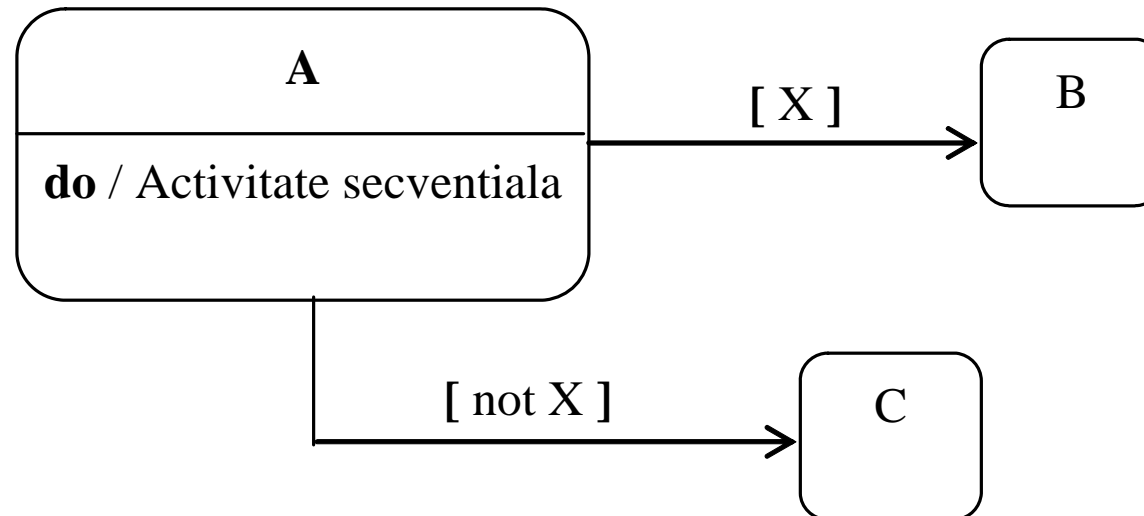 A
[ X ]
B
do / Activitate secventiala
[ not X ]
C